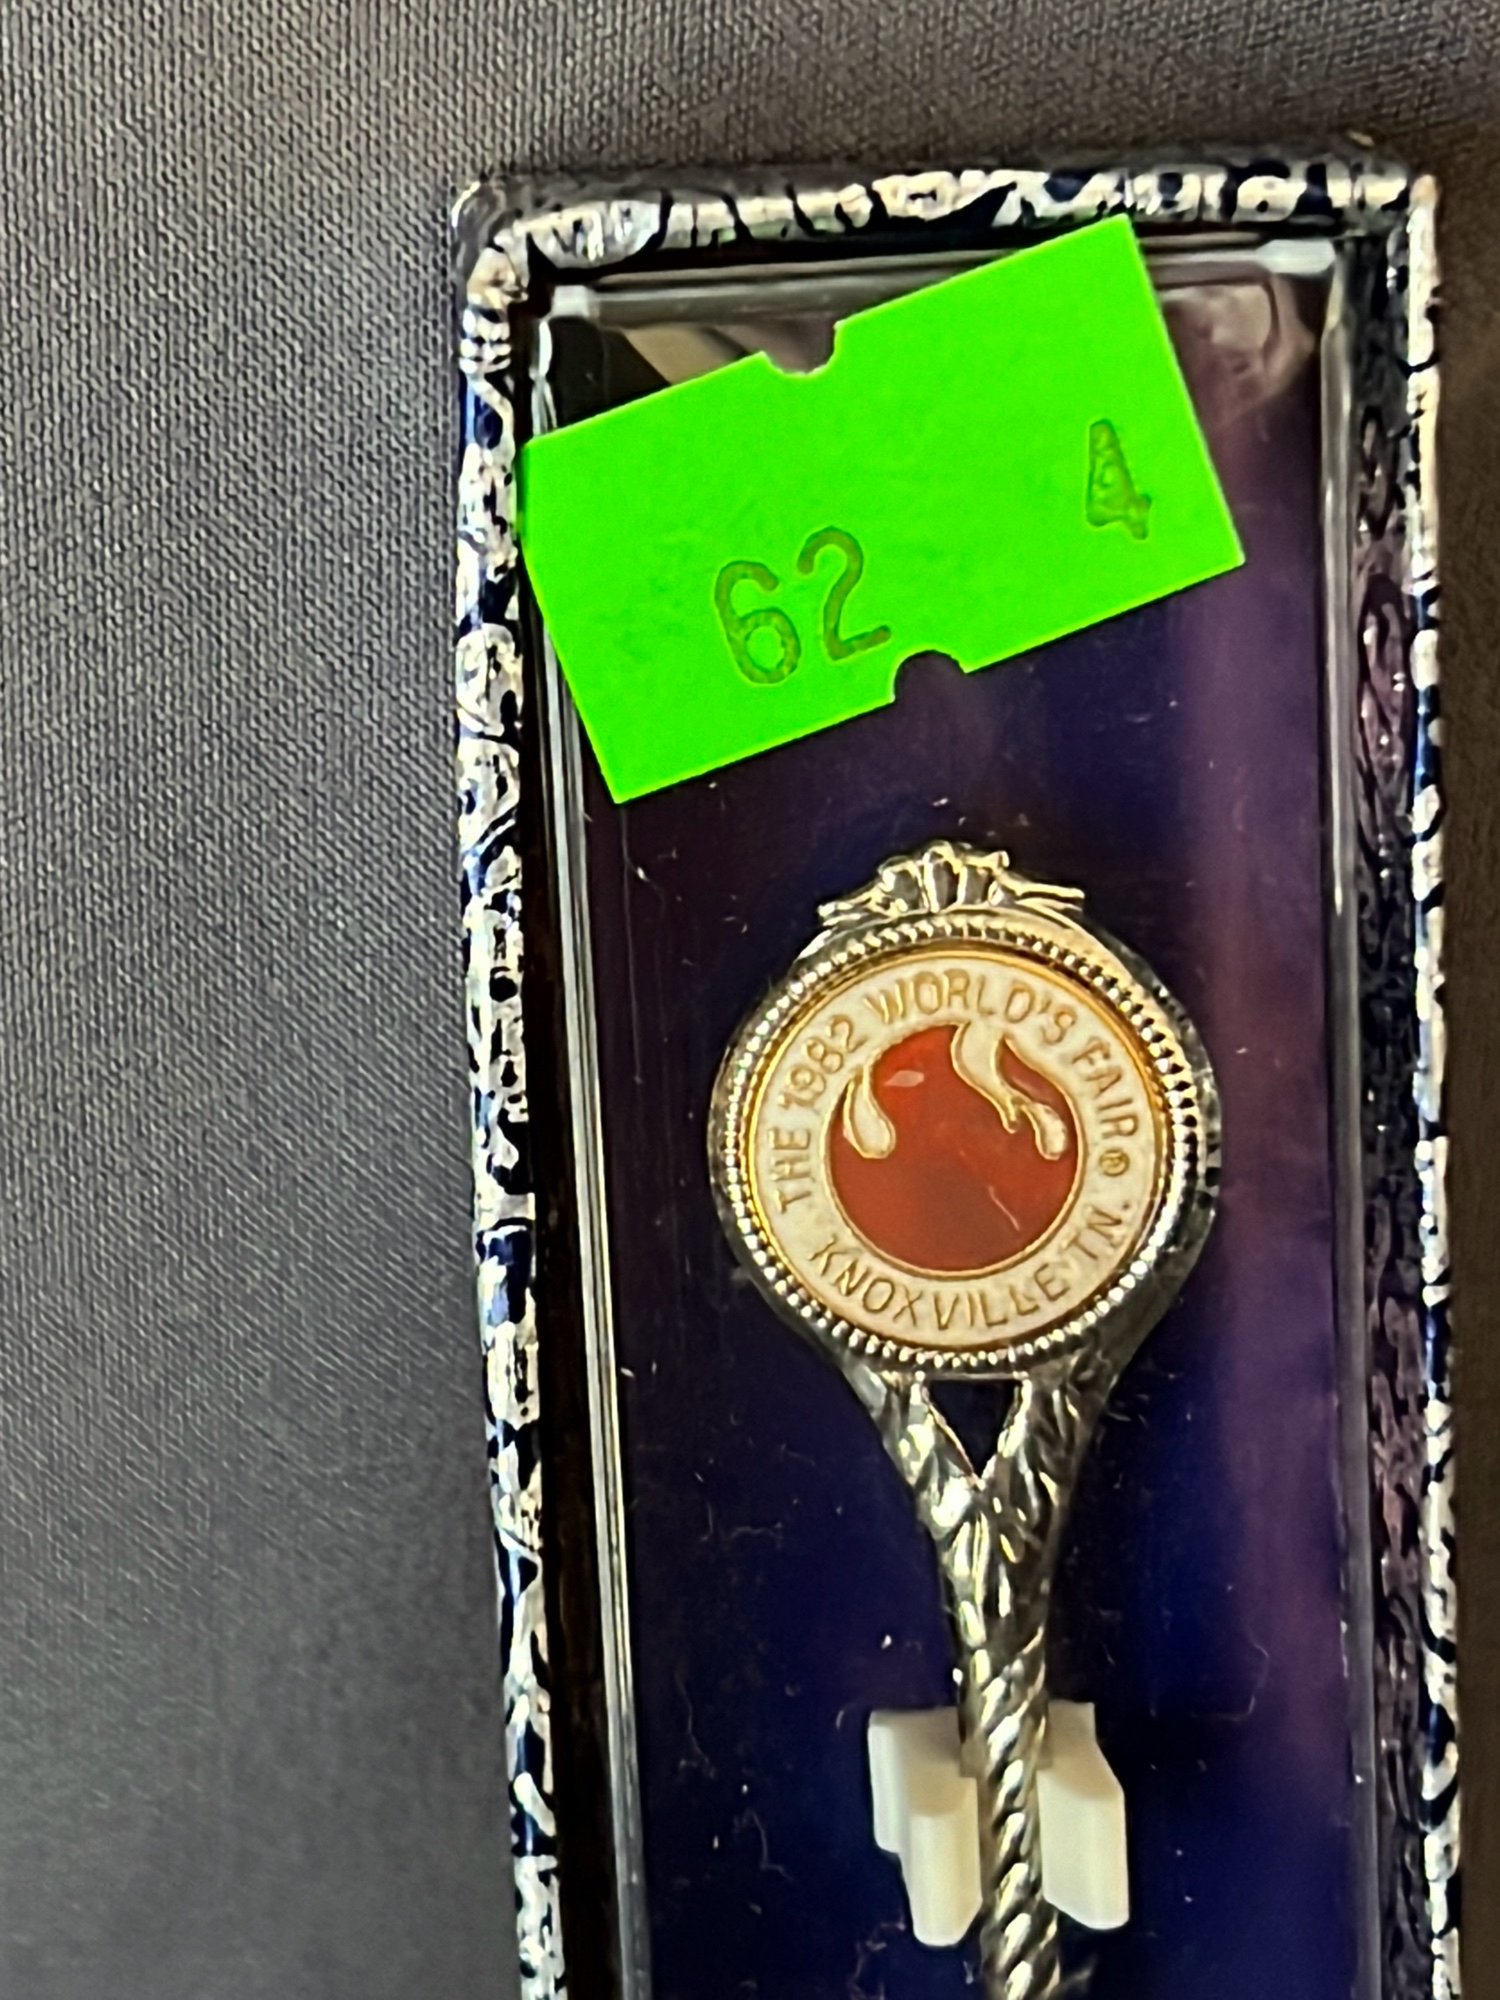 62 4
THE 1982 WORLD'S FAIR®
KNOXVILLE TN.